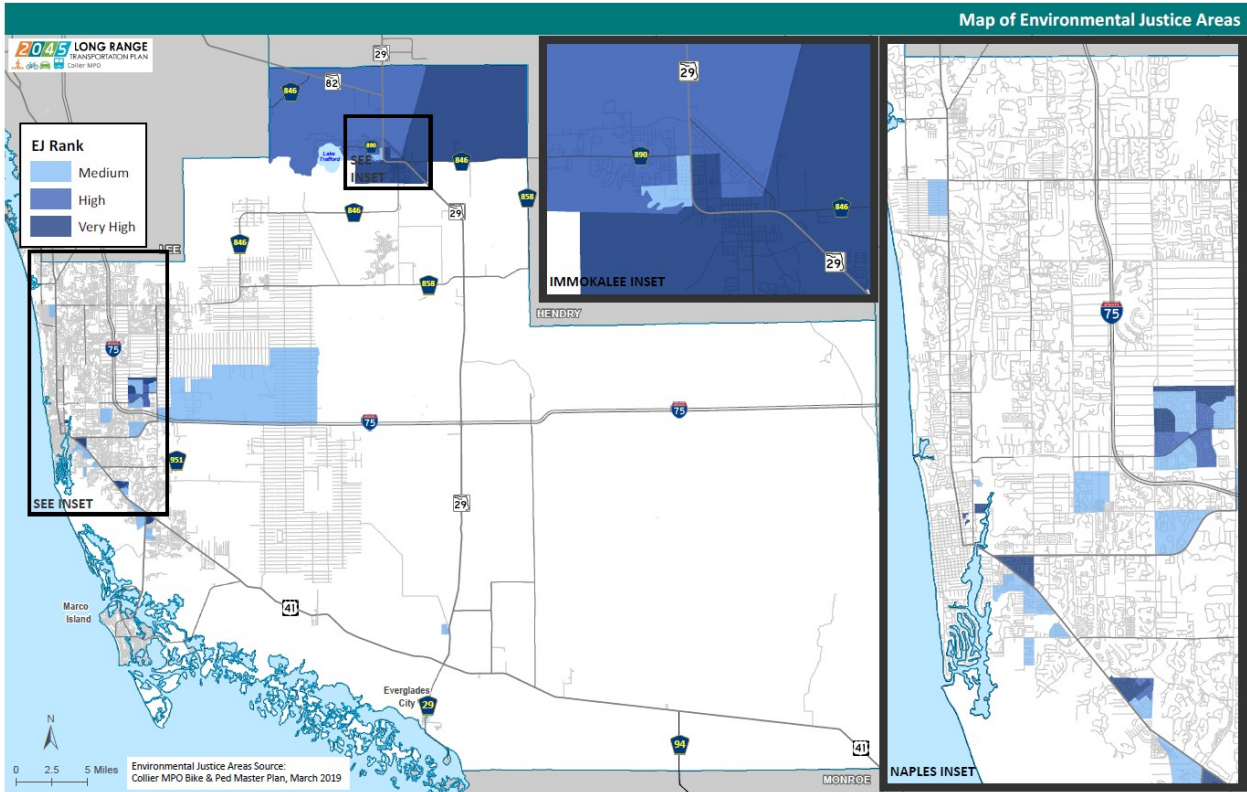 Map of Environmental Justice Areas
2045 LONG RANGE
TRANSPORTATION PLAN
Collier MPO
EJ Rank
Medium
High
Very High
29
82
846
Lake
Trafford
890
SEE
INSET
846
846
29
858
846
858
LEE
HENDRY
75
75
75
951
SEE INSET
29
41
Marco
Island
Everglades
City
29
94
41
MONROE
N
0 2.5 5 Miles
Environmental Justice Areas Source:
Collier MPO Bike & Ped Master Plan, March 2019
29
890
846
29
IMMOKALEE INSET
75
NAPLES INSET